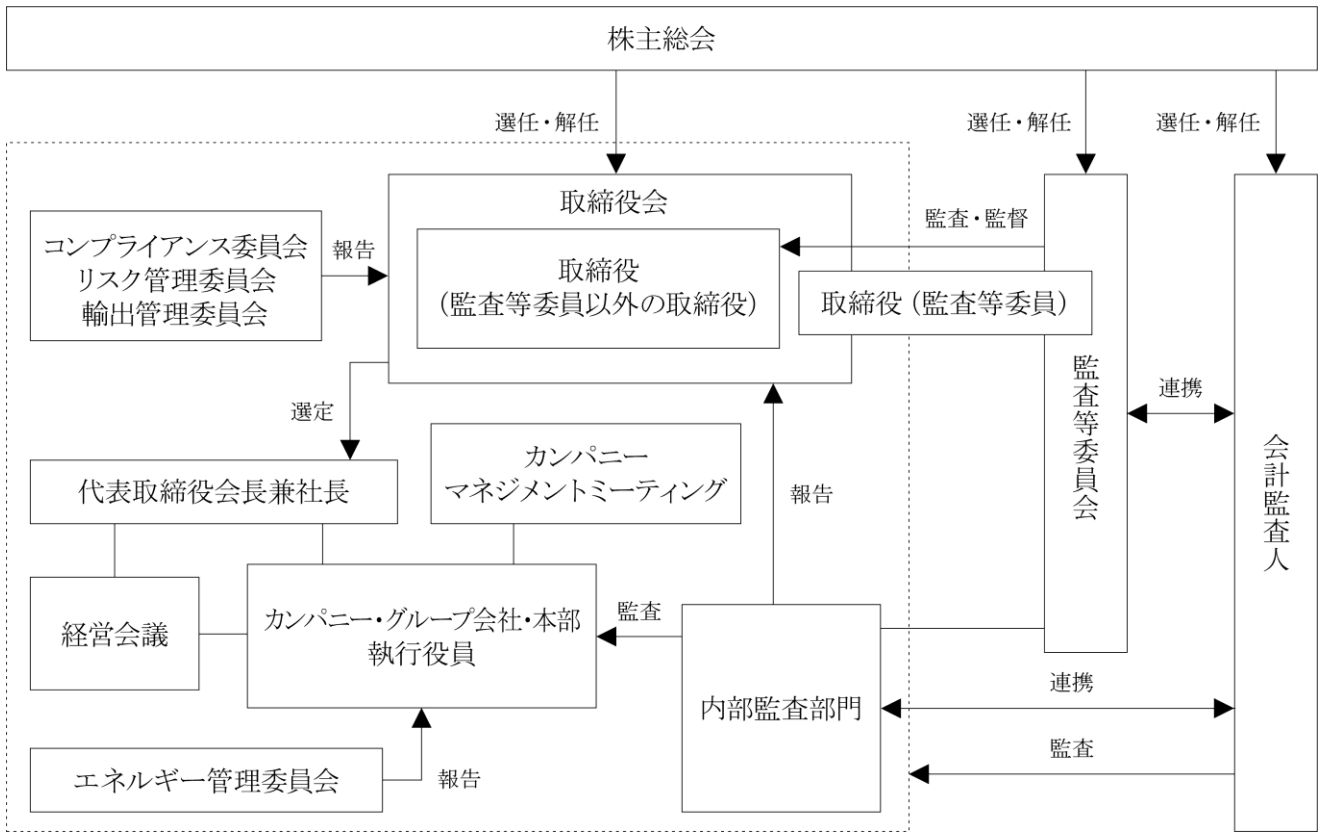 株主総会
選任・解任
選任・解任
選任・解任
取締役会
コンプライアンス委員会
リスク管理委員会
輸出管理委員会
報告
取締役
(監査等委員以外の取締役)
監査・監督
取締役(監査等委員)
監査等委員会
連携
会計監査人
選定
代表取締役会長兼社長
カンパニー
マネジメントミーティング
報告
経営会議
カンパニー・グループ会社・本部
執行役員
監査
内部監査部門
連携
監査
エネルギー管理委員会
報告